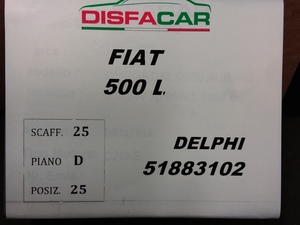 DISFACAR
FIAT
500 L.
SCAFF. 25
PIANO D
POSIZ. 25
DELPHI
51883102